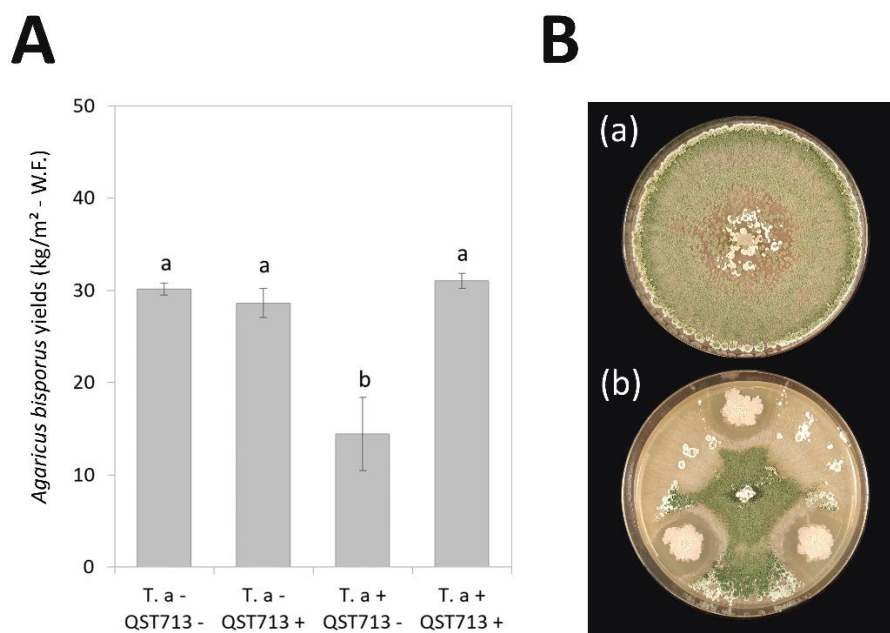 A
B
Agaricus bisporus yields (kg/m² - W.F.)
50
40
30
20
10
0
a
a
b
a
T. a - T. a - T. a + T. a +
QST713 - QST713 + QST713 - QST713 +
(a)
(b)